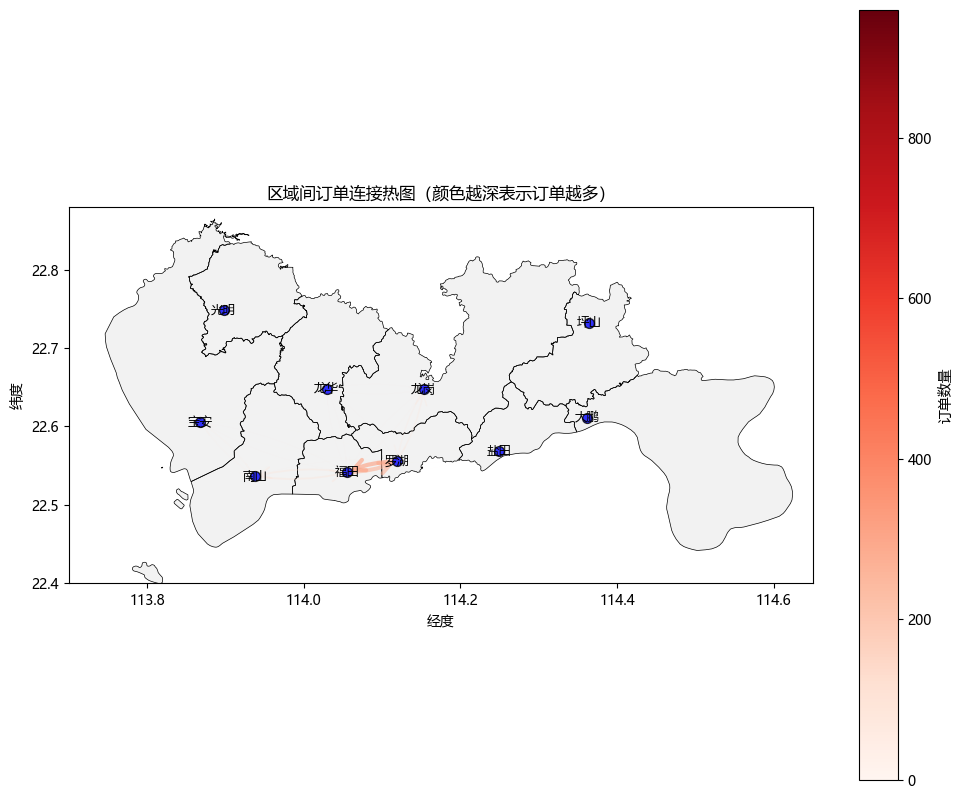 区域间订单连接热图（颜色越深表示订单越多）
22.8
22.7
22.6
22.5
22.4
纬度
光明
坪山
龙华
龙岗
宝安
大鹏
盐田
罗湖
福田
南山
113.8
114.0
114.2
114.4
114.6
经度
800
600
400
200
0
订单数量